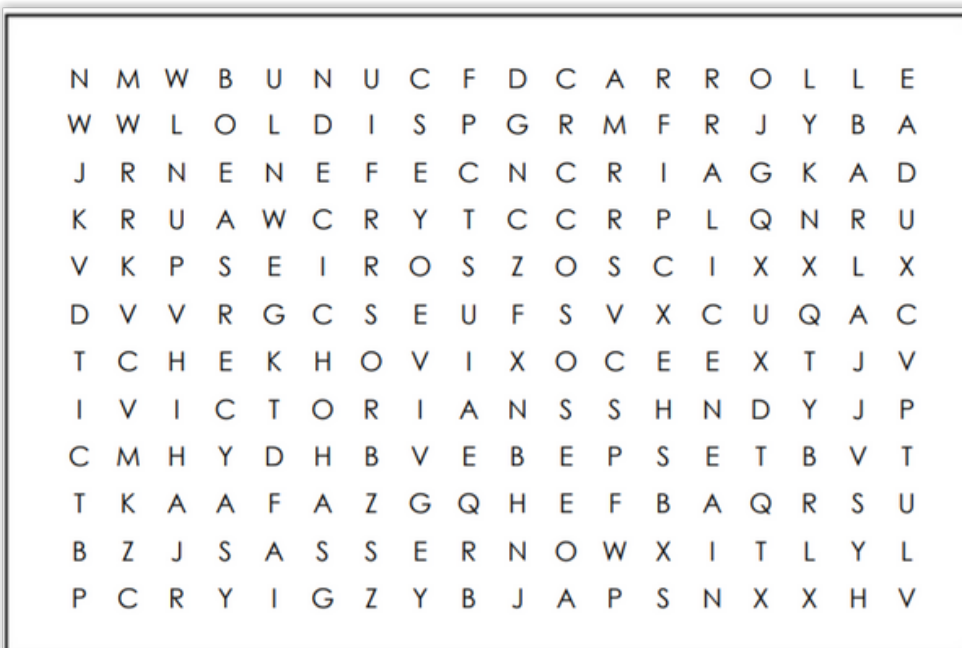 N M W B U N U C F D C A R R O L L E
W W L O L D I S P G R M F R J Y B A
J R N E N E F E C N C R I A G K A D
K R U A W C R Y T C C R P L Q N R U
V K P S E I R O S Z O S C I X X L X
D V V R G C S E U F S V X C U Q A C
T C H E K H O V I X O C E E X T J V
I V I C T O R I A N S S H N D Y J P
C M H Y D H B V E B E P S E T B V T
T K A A F A Z G Q H E F B A Q R S U
B Z J S A S S E R N O W X I T L Y L
P C R Y I G Z Y B J A P S N X X H V